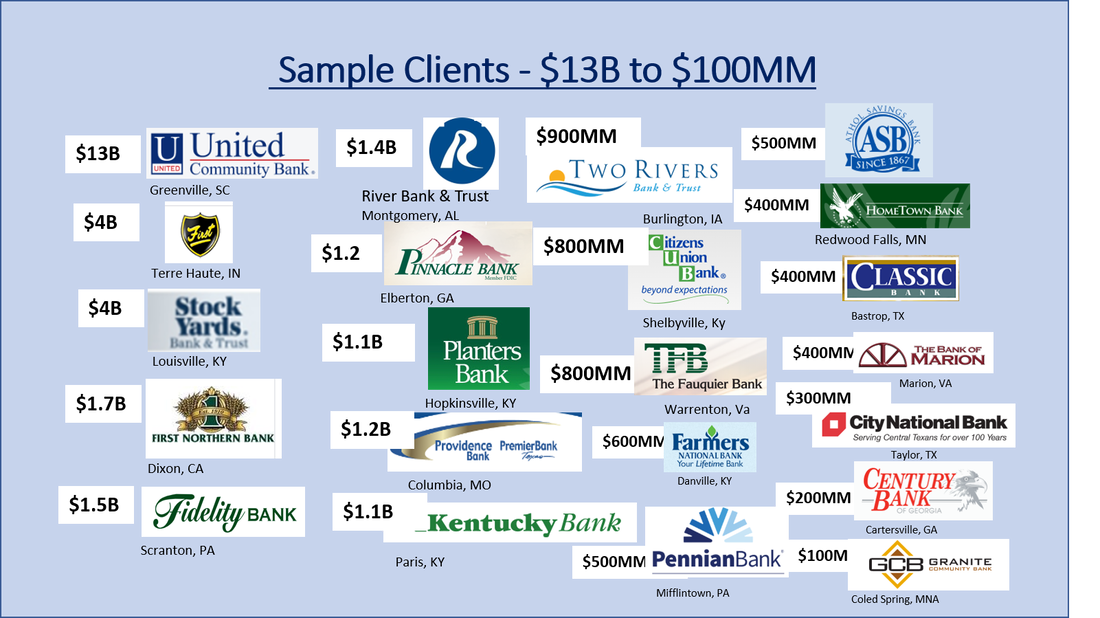 Sample Clients - $13B to $100MM
$13B
U
UNITED
United
Community Bank®
Greenville, SC
$4B
First
Terre Haute, IN
$4B
Stock
Yards®
Bank & Trust
Louisville, KY
$1.7B
Est. 1910
FIRST NORTHERN BANK
Dixon, CA
$1.5B
Fidelity BANK
Scranton, PA
$1.4B
R
River Bank & Trust
Montgomery, AL
$1.2
PINNACLE BANK
Member FDIC
Elberton, GA
$1.1B
Planters
Bank
Hopkinsville, KY
$1.2B
Providence
Bank
PremierBank
Texas
Columbia, MO
$1.1B
KentuckyBank
Paris, KY
$900MM
TWO RIVERS
Bank & Trust
Burlington, IA
$800MM
Citizens
Union
Bank®
beyond expectations
Shelbyville, Ky
$800MM
TFB
The Fauquier Bank
Warrenton, Va
$600MM
Farmers
NATIONAL BANK
Your Lifetime Bank
Danville, KY
$500MM
PennianBank
Mifflintown, PA
$500MM
ATHOL SAVINGS BANK
ASB
SINCE 1867
$400MM
HOMETOWN BANK
Redwood Falls, MN
$400MM
CLASSIC
BANK
Bastrop, TX
$400MM
THE BANK OF
MARION
Marion, VA
$300MM
City National Bank
Serving Central Texans for over 100 Years
Taylor, TX
$200MM
CENTURY
BANK
OF GEORGIA
Cartersville, GA
$100M
GCB GRANITE
COMMUNITY BANK
Coled Spring, MNA